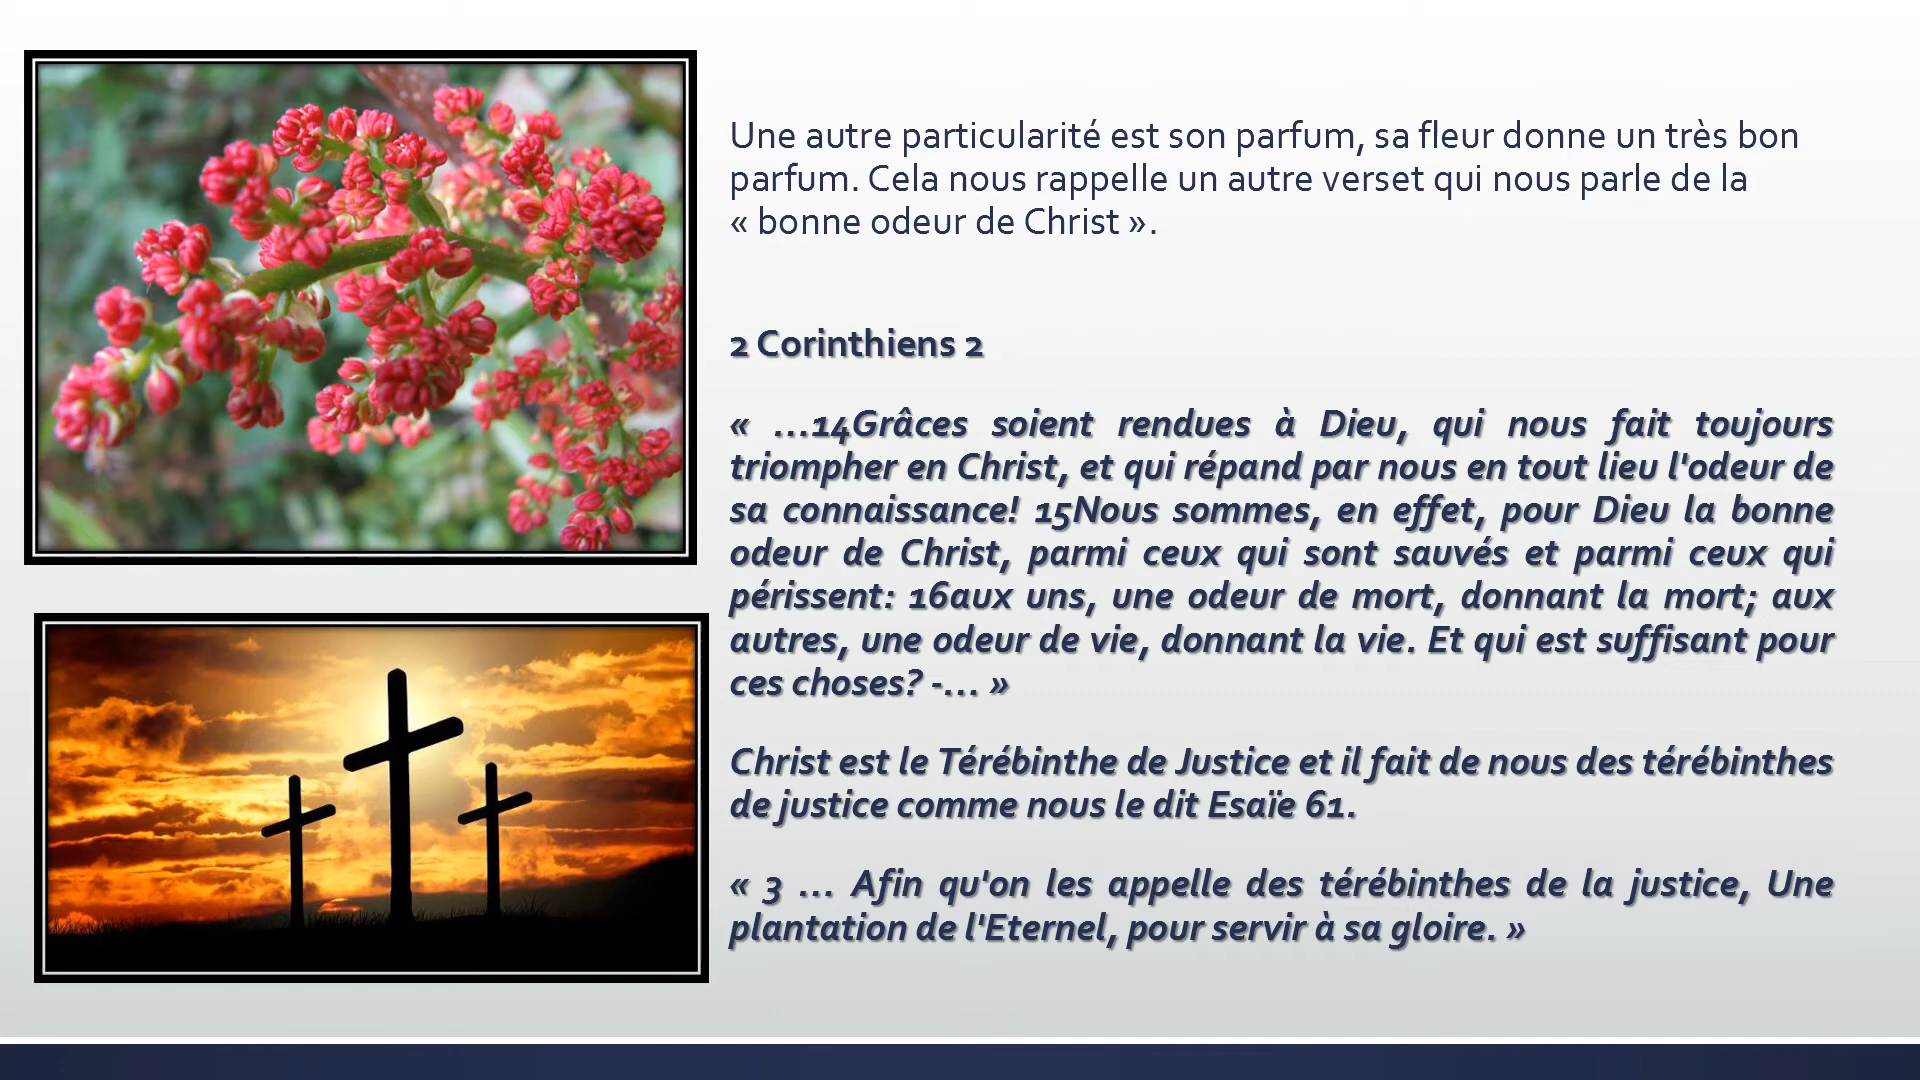 Une autre particularité est son parfum, sa fleur donne un très bon
parfum. Cela nous rappelle un autre verset qui nous parle de la
« bonne odeur de Christ ».
2 Corinthiens 2
« …14Grâces soient rendues à Dieu, qui nous fait toujours
triompher en Christ, et qui répand par nous en tout lieu l'odeur de
sa connaissance! 15Nous sommes, en effet, pour Dieu la bonne
odeur de Christ, parmi ceux qui sont sauvés et parmi ceux qui
périssent: 16aux uns, une odeur de mort, donnant la mort; aux
autres, une odeur de vie, donnant la vie. Et qui est suffisant pour
ces choses? -… »
Christ est le Térébinthe de Justice et il fait de nous des térébinthes
de justice comme nous le dit Esaïe 61.
« 3 … Afin qu'on les appelle des térébinthes de la justice, Une
plantation de l'Eternel, pour servir à sa gloire. »